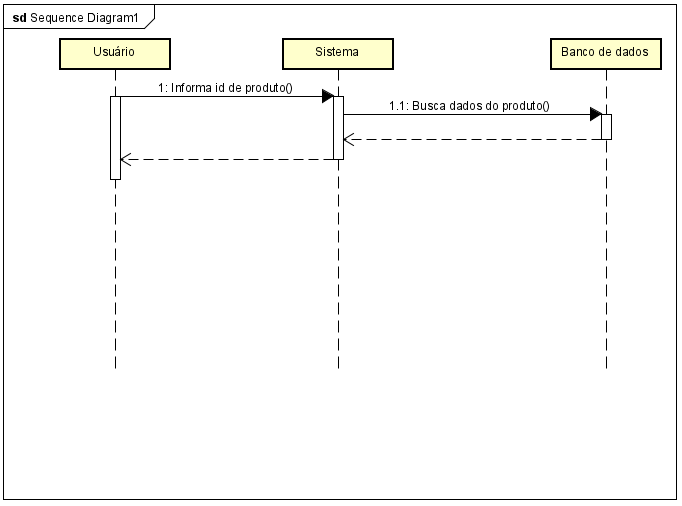 sd Sequence Diagram1
Usuário
Sistema
Banco de dados
1: Informa id de produto()
1.1: Busca dados do produto()